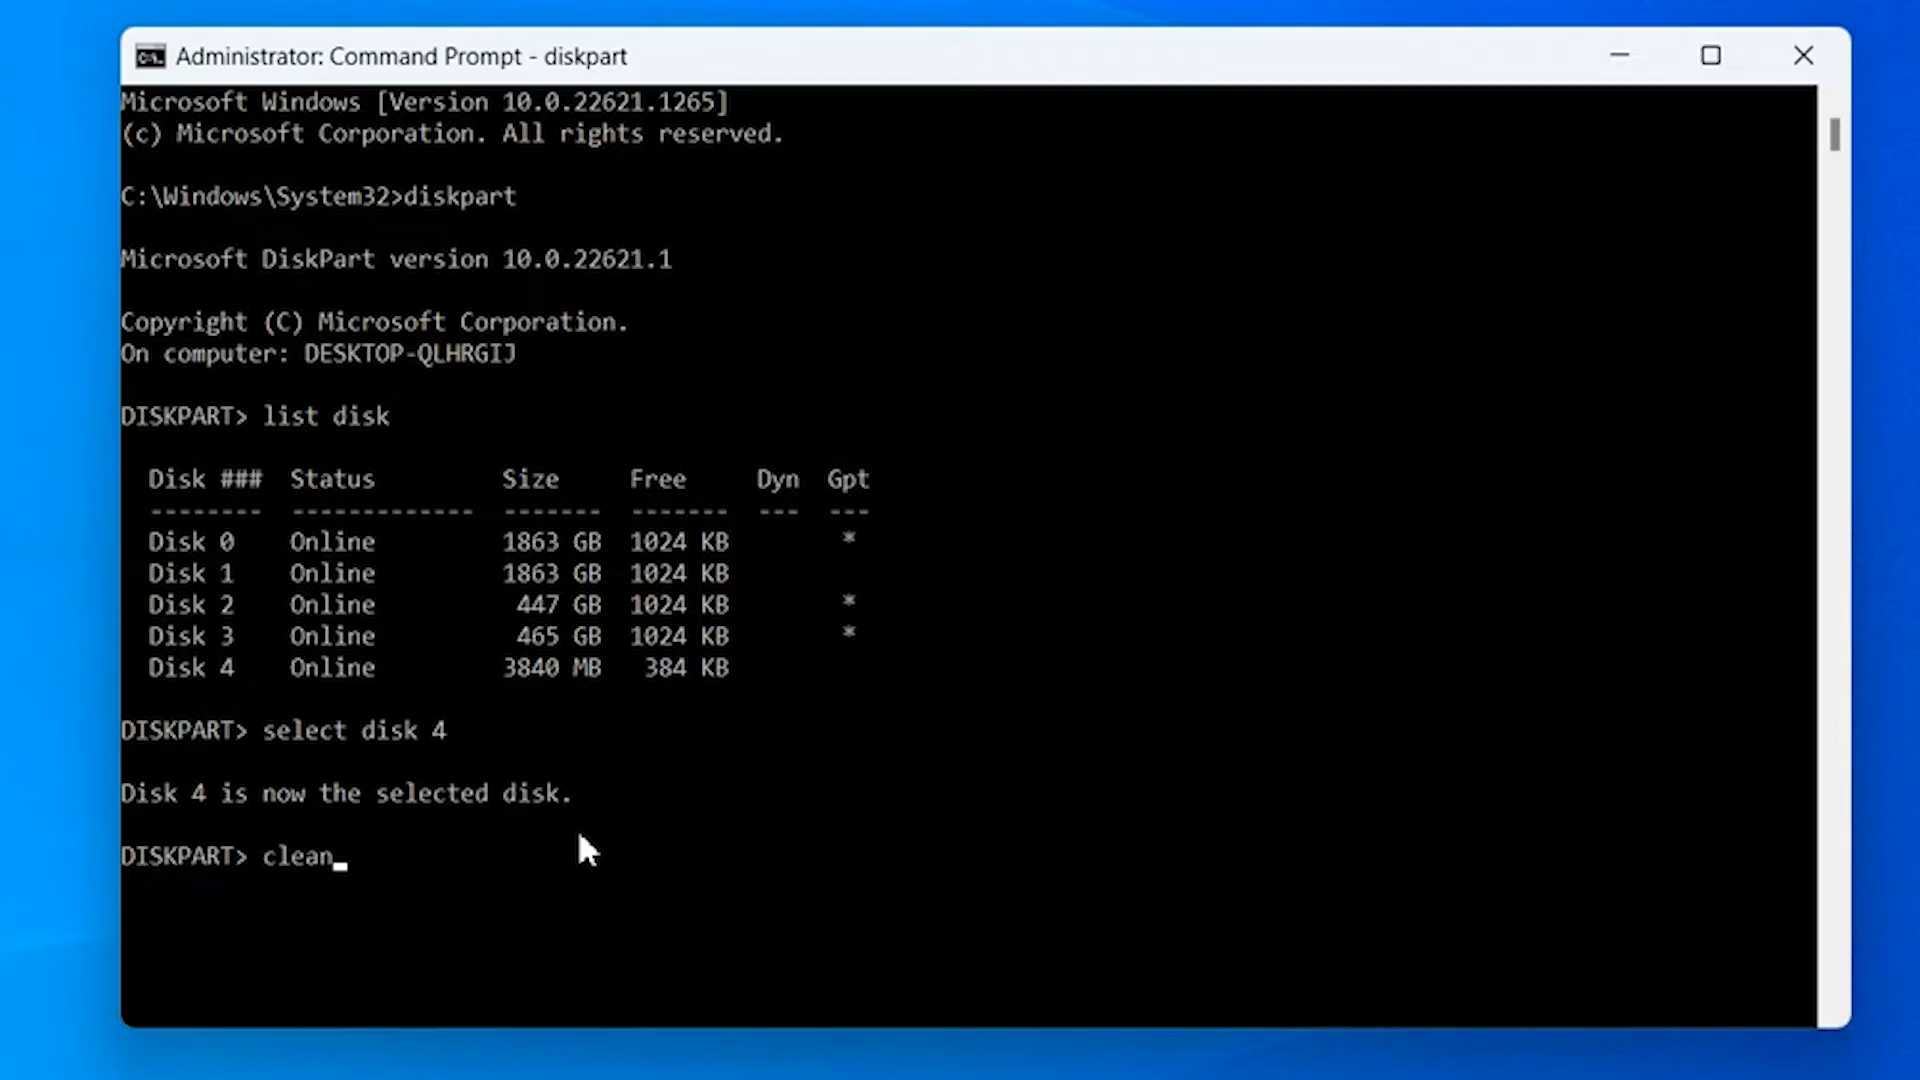 Administrator: Command Prompt - diskpart
Microsoft Windows [Version 10.0.22621.1265]
(c) Microsoft Corporation. All rights reserved.
C:\Windows\System32>diskpart
Microsoft DiskPart version 10.0.22621.1
Copyright (C) Microsoft Corporation.
On computer: DESKTOP-QLHRGIJ
DISKPART> list disk
Disk ###  Status         Size     Free     Dyn  Gpt
--------  -------------  -------  -------  ---  ---
Disk 0    Online         1863 GB  1024 KB        *
Disk 1    Online         1863 GB  1024 KB
Disk 2    Online          447 GB  1024 KB        *
Disk 3    Online          465 GB  1024 KB        *
Disk 4    Online         3840 MB   384 KB
DISKPART> select disk 4
Disk 4 is now the selected disk.
DISKPART> clean_